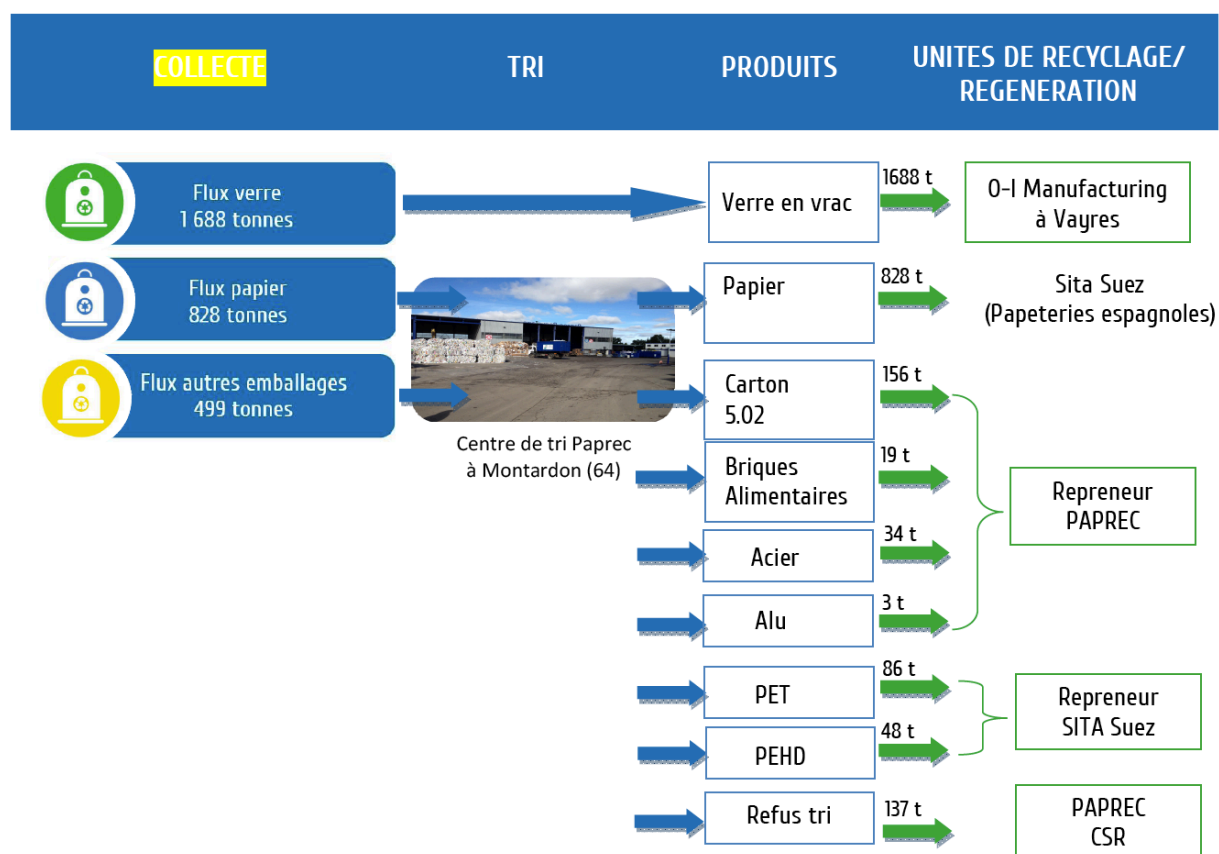 COLLECTE
TRI
PRODUITS
UNITES DE RECYCLAGE/
REGENERATION
Flux verre
1 688 tonnes
Verre en vrac
1688 t
O-I Manufacturing
à Vayres
Flux papier
828 tonnes
Papier
828 t
Sita Suez
(Papeteries espagnoles)
Flux autres emballages
499 tonnes
Centre de tri Paprec
à Montardon (64)
Carton
5.02
156 t
Briques
Alimentaires
19 t
Acier
34 t
Alu
3 t
Repreneur
PAPREC
PET
86 t
PEHD
48 t
Repreneur
SITA Suez
Refus tri
137 t
PAPREC
CSR